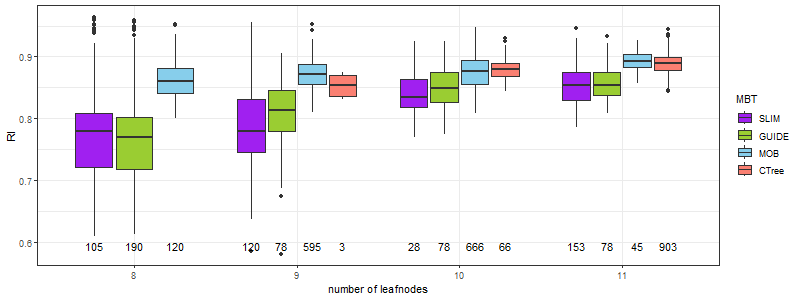 RI
0.9
0.8
0.7
0.6
105 190 120 120 78 595 3 28 78 666 66 153 78 45 903
8 9 10 11
number of leafnodes
MBT
SLIM
GUIDE
MOB
CTree